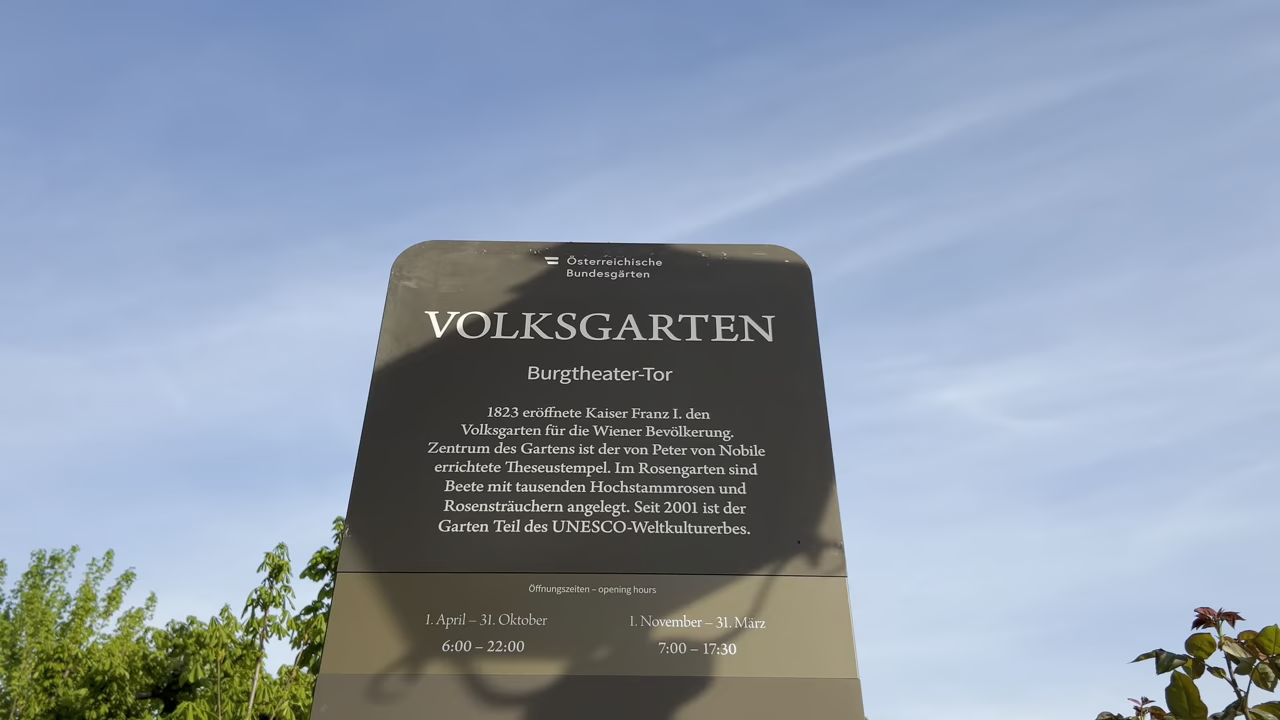 Österreichische
Bundesgärten
VOLKSGARTEN
Burgtheater-Tor
1823 eröffnete Kaiser Franz I. den
Volksgarten für die Wiener Bevölkerung.
Zentrum des Gartens ist der von Peter von Nobile
errichtete Theseustempel. Im Rosengarten sind
Beete mit tausenden Hochstammrosen und
Rosensträuchern angelegt. Seit 2001 ist der
Garten Teil des UNESCO-Weltkulturerbes.
Öffnungszeiten – opening hours
1. April – 31. Oktober
6:00 – 22:00
1. November – 31. März
7:00 – 17:30